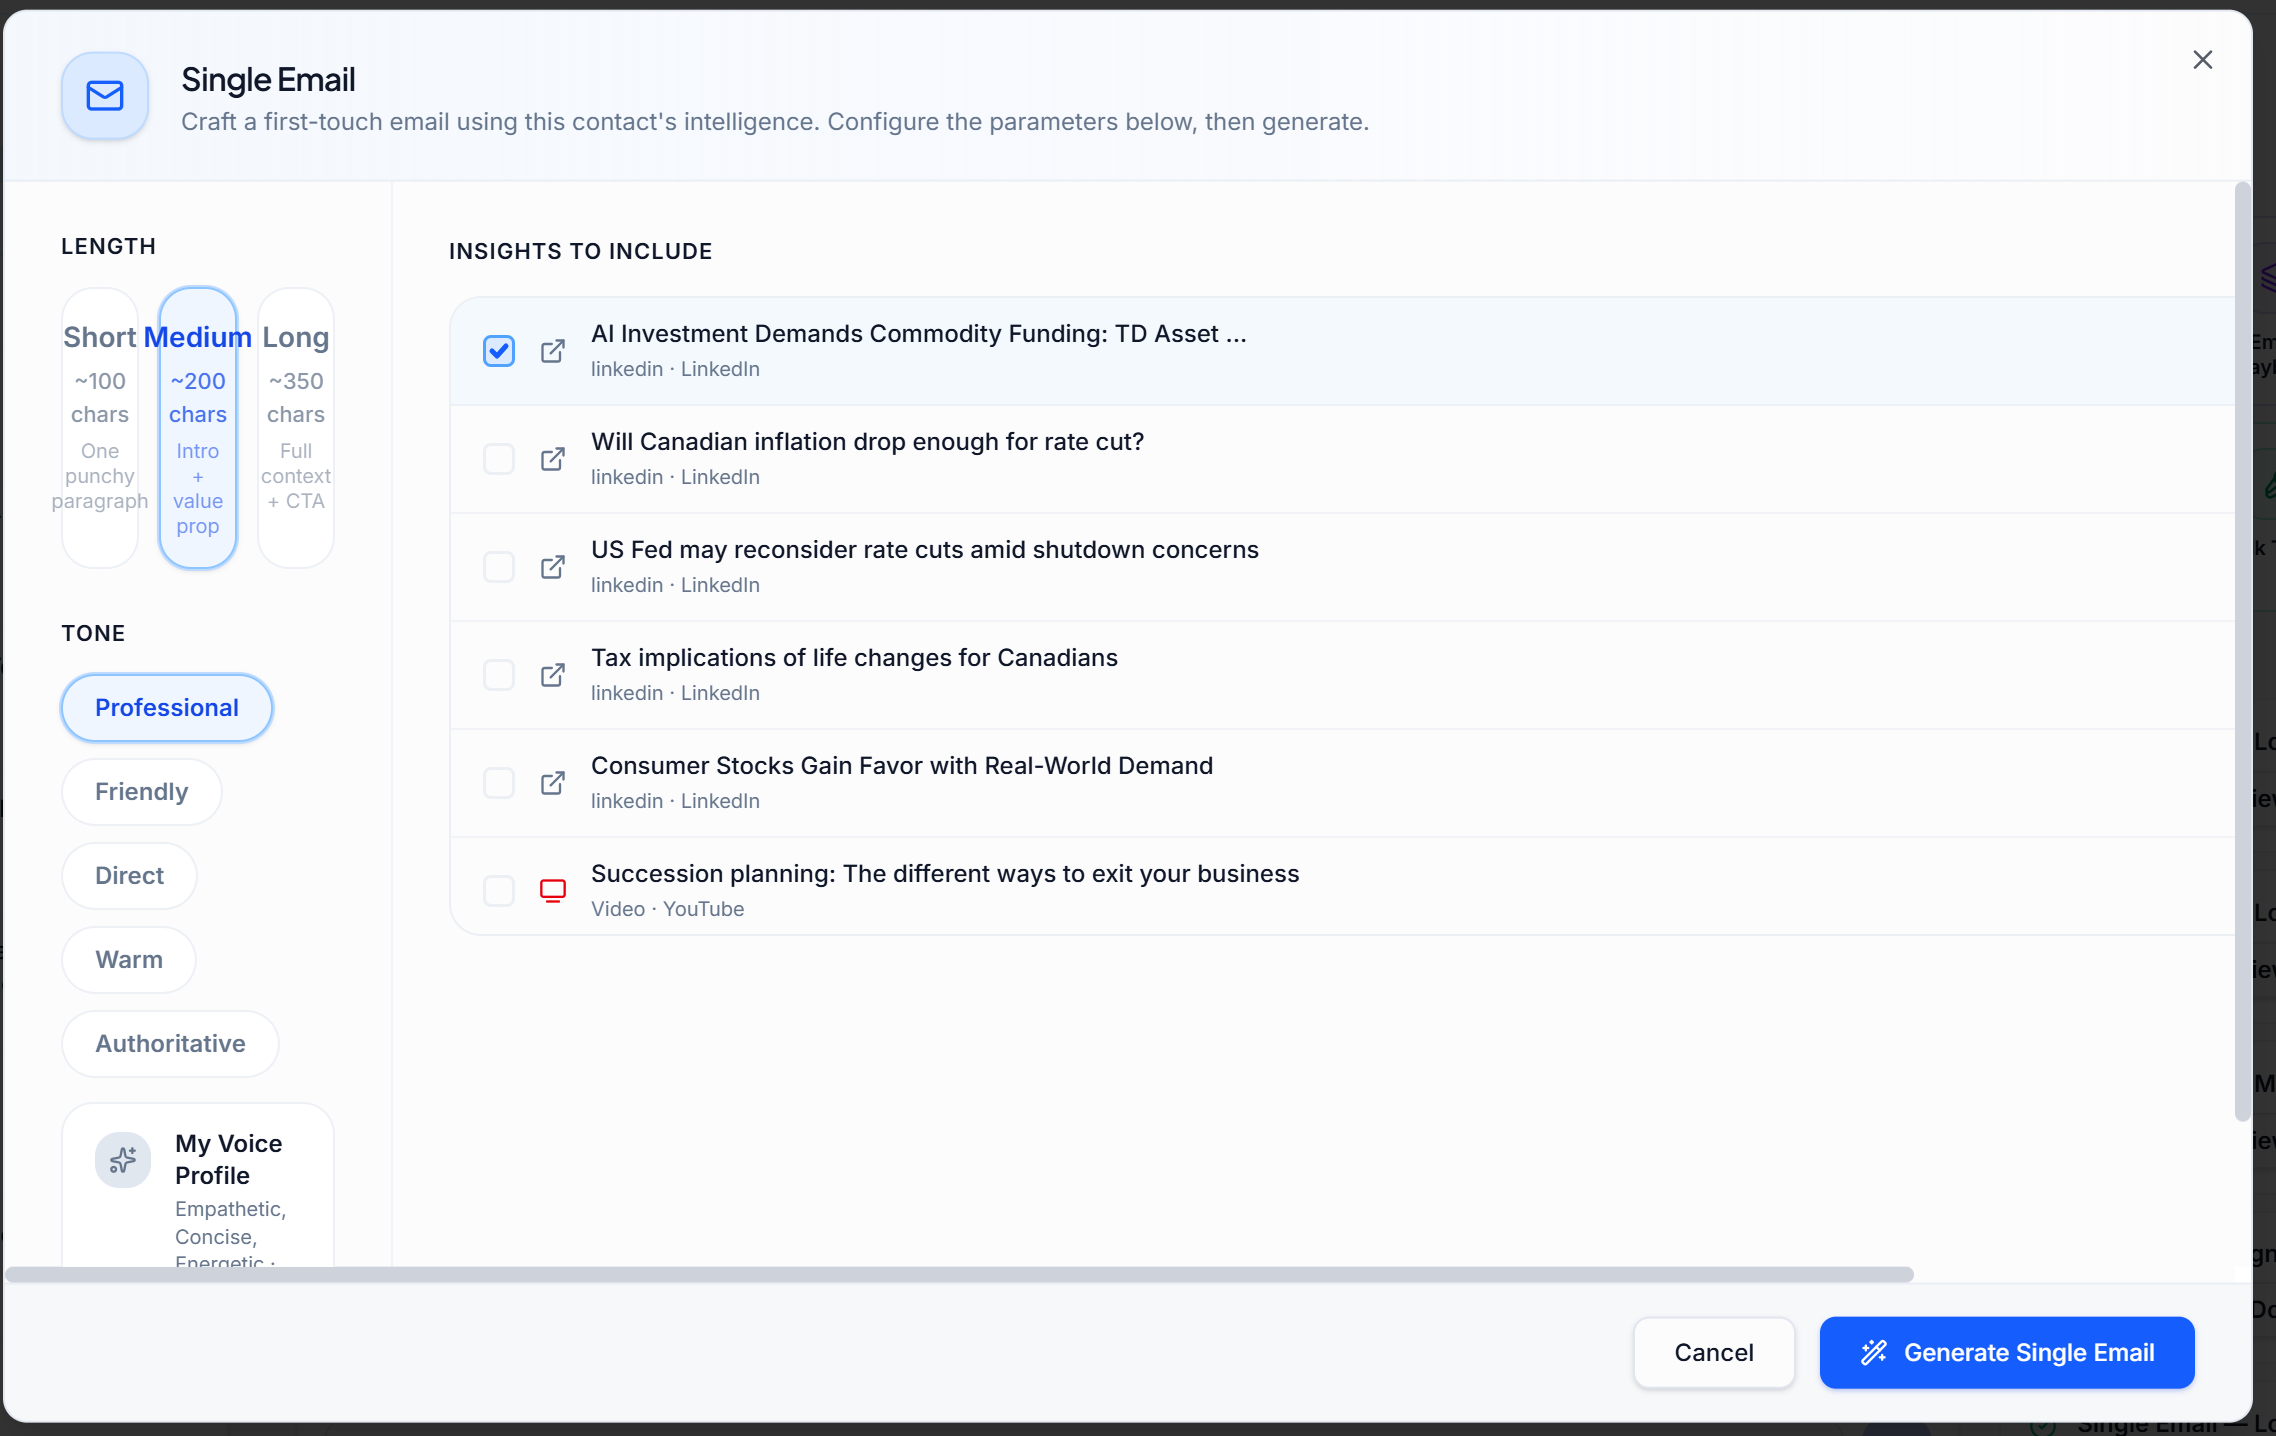 Single Email
Craft a first-touch email using this contact's intelligence. Configure the parameters below, then generate.
LENGTH
Short
~100
chars
One
punchy
paragraph
Medium
~200
chars
Intro
+
value
prop
Long
~350
chars
Full
context
+ CTA
TONE
Professional
Friendly
Direct
Warm
Authoritative
My Voice
Profile
Empathetic,
Concise,
Energetic ·
INSIGHTS TO INCLUDE
AI Investment Demands Commodity Funding: TD Asset ...
linkedin · LinkedIn
Will Canadian inflation drop enough for rate cut?
linkedin · LinkedIn
US Fed may reconsider rate cuts amid shutdown concerns
linkedin · LinkedIn
Tax implications of life changes for Canadians
linkedin · LinkedIn
Consumer Stocks Gain Favor with Real-World Demand
linkedin · LinkedIn
Succession planning: The different ways to exit your business
Video · YouTube
Cancel
Generate Single Email
Single Email — Lo